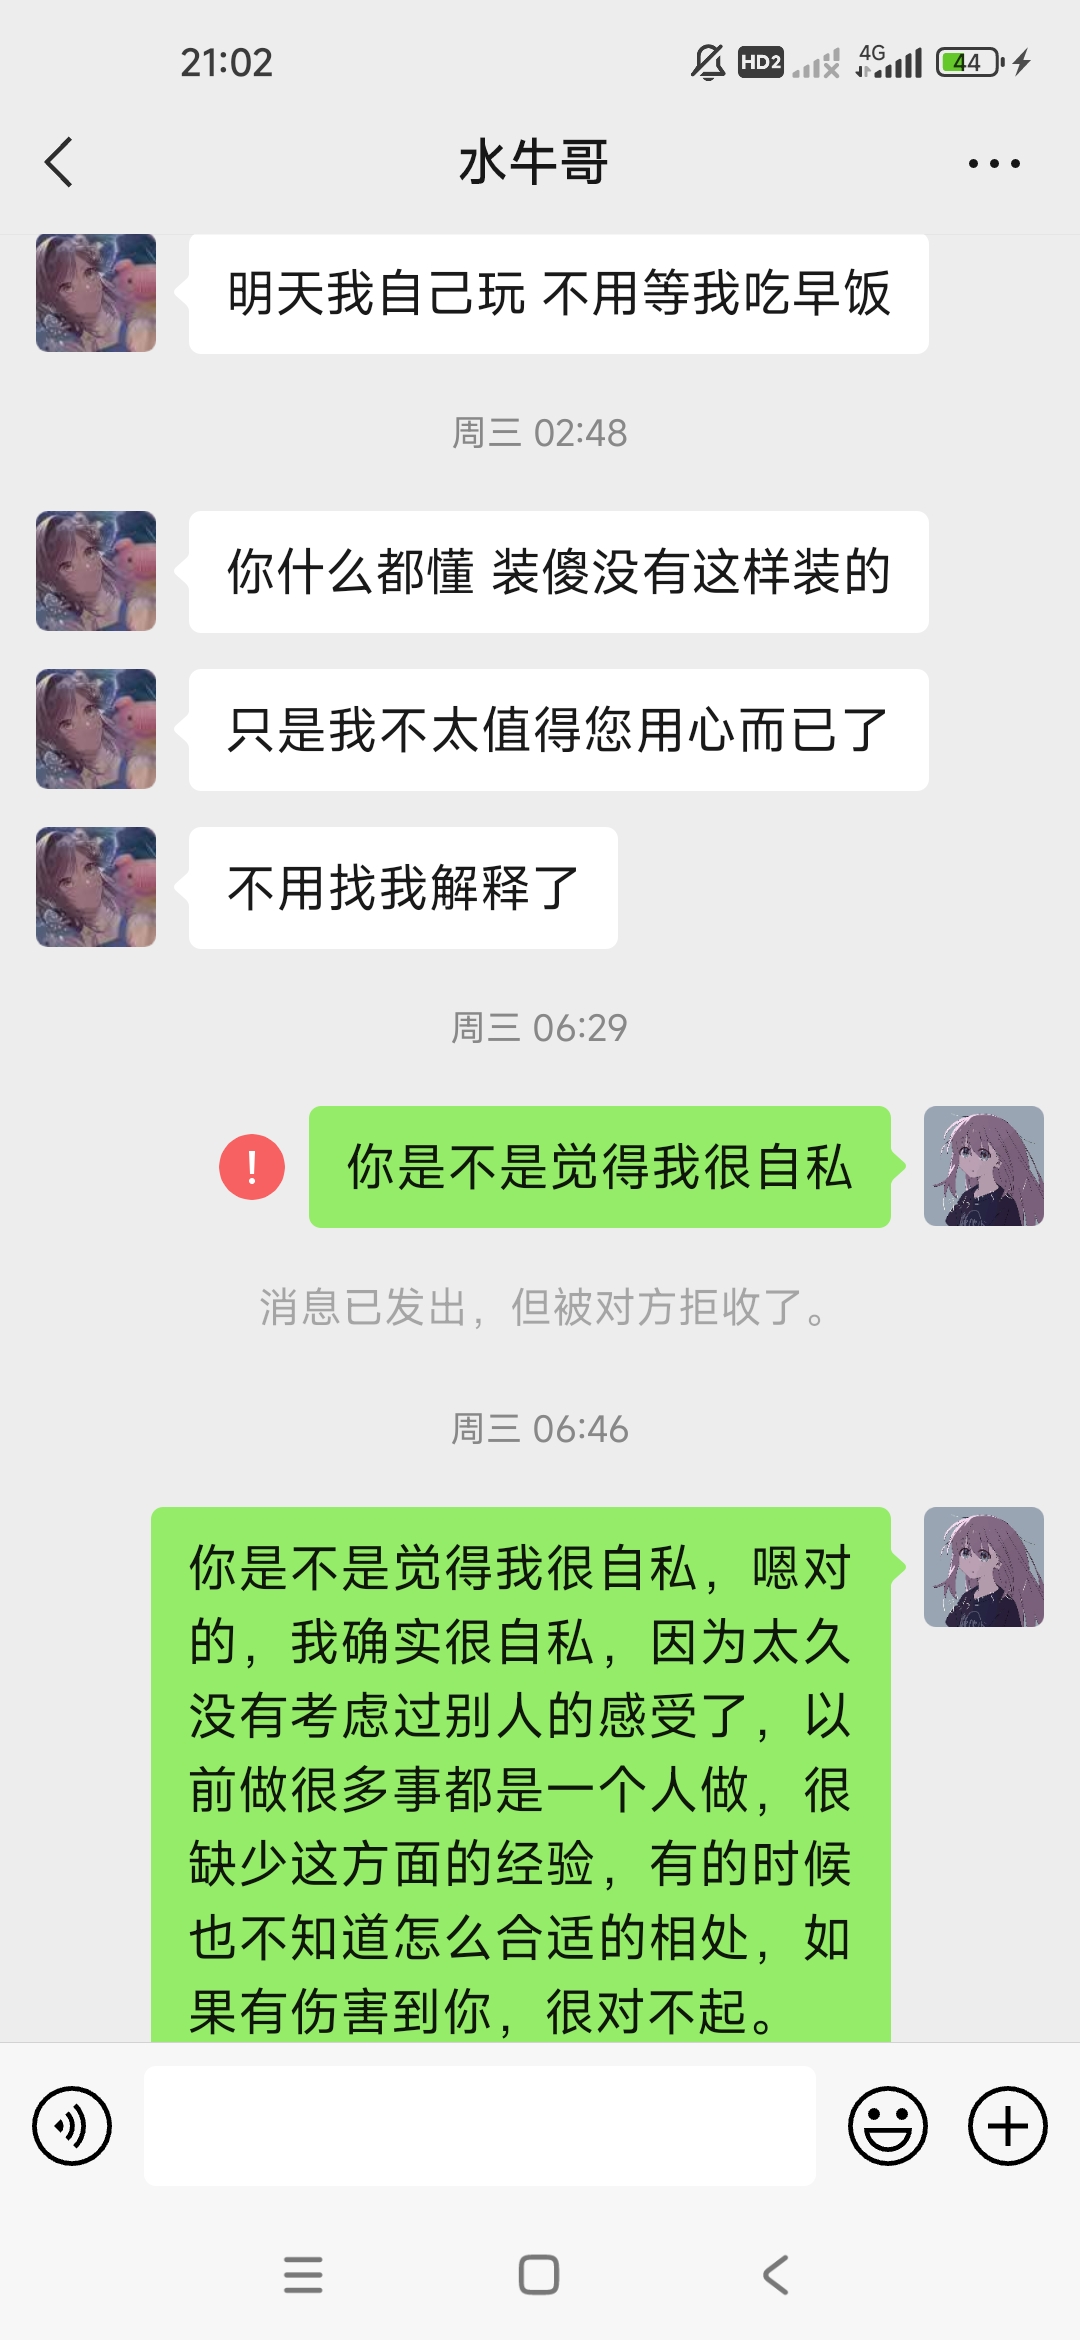 21:02
HD2
4G
44
水牛哥
明天我自己玩 不用等我吃早饭
周三 02:48
你什么都懂 装傻没有这样装的
只是我不太值得您用心而已了
不用找我解释了
周三 06:29
你是不是觉得我很自私
消息已发出，但被对方拒收了。
周三 06:46
你是不是觉得我很自私，嗯对
的，我确实很自私，因为太久
没有考虑过别人的感受了，以
前做很多事都是一个人做，很
缺少这方面的经验，有的时候
也不知道怎么合适的相处，如
果有伤害到你，很对不起。